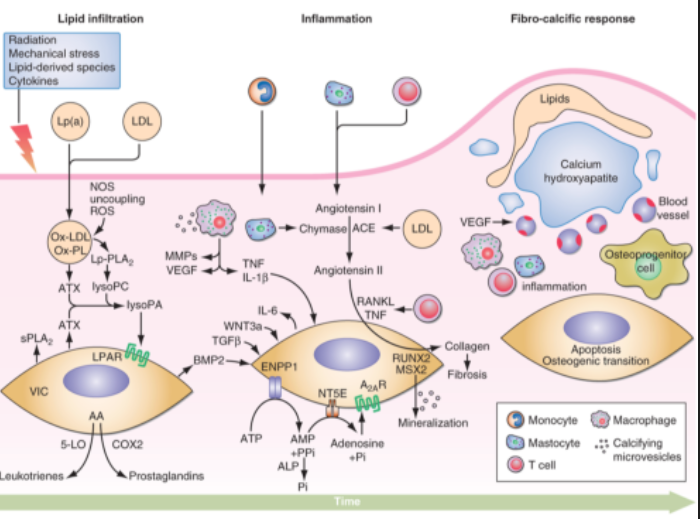 Lipid infiltration
Inflammation
Fibro-calcific response
Radiation
Mechanical stress
Lipid-derived species
Cytokines
Lp(a)
LDL
NOS
uncoupling
ROS
Ox-LDL
Ox-PL
Lp-PLA2
ATX
lysoPC
lysoPA
ATX
sPLA2
LPAR
VIC
AA
5-LO
COX2
Leukotrienes
Prostaglandins
BMP2
MMPs
VEGF
TNF
IL-1β
Angiotensin I
Chymase
ACE
LDL
Angiotensin II
RANKL
TNF
IL-6
WNT3a
TGFβ
ENPP1
RUNX2
MSX2
NT5E
A2AR
Collagen
Fibrosis
Mineralization
ATP
AMP
+PPi
Adenosine
+Pi
ALP
Pi
Lipids
Calcium
hydroxyapatite
VEGF
Blood
vessel
Osteoprogenitor
cell
inflammation
Apoptosis
Osteogenic transition
Monocyte
Macrophage
Mastocyte
Calcifying
microvesicles
T cell
Time